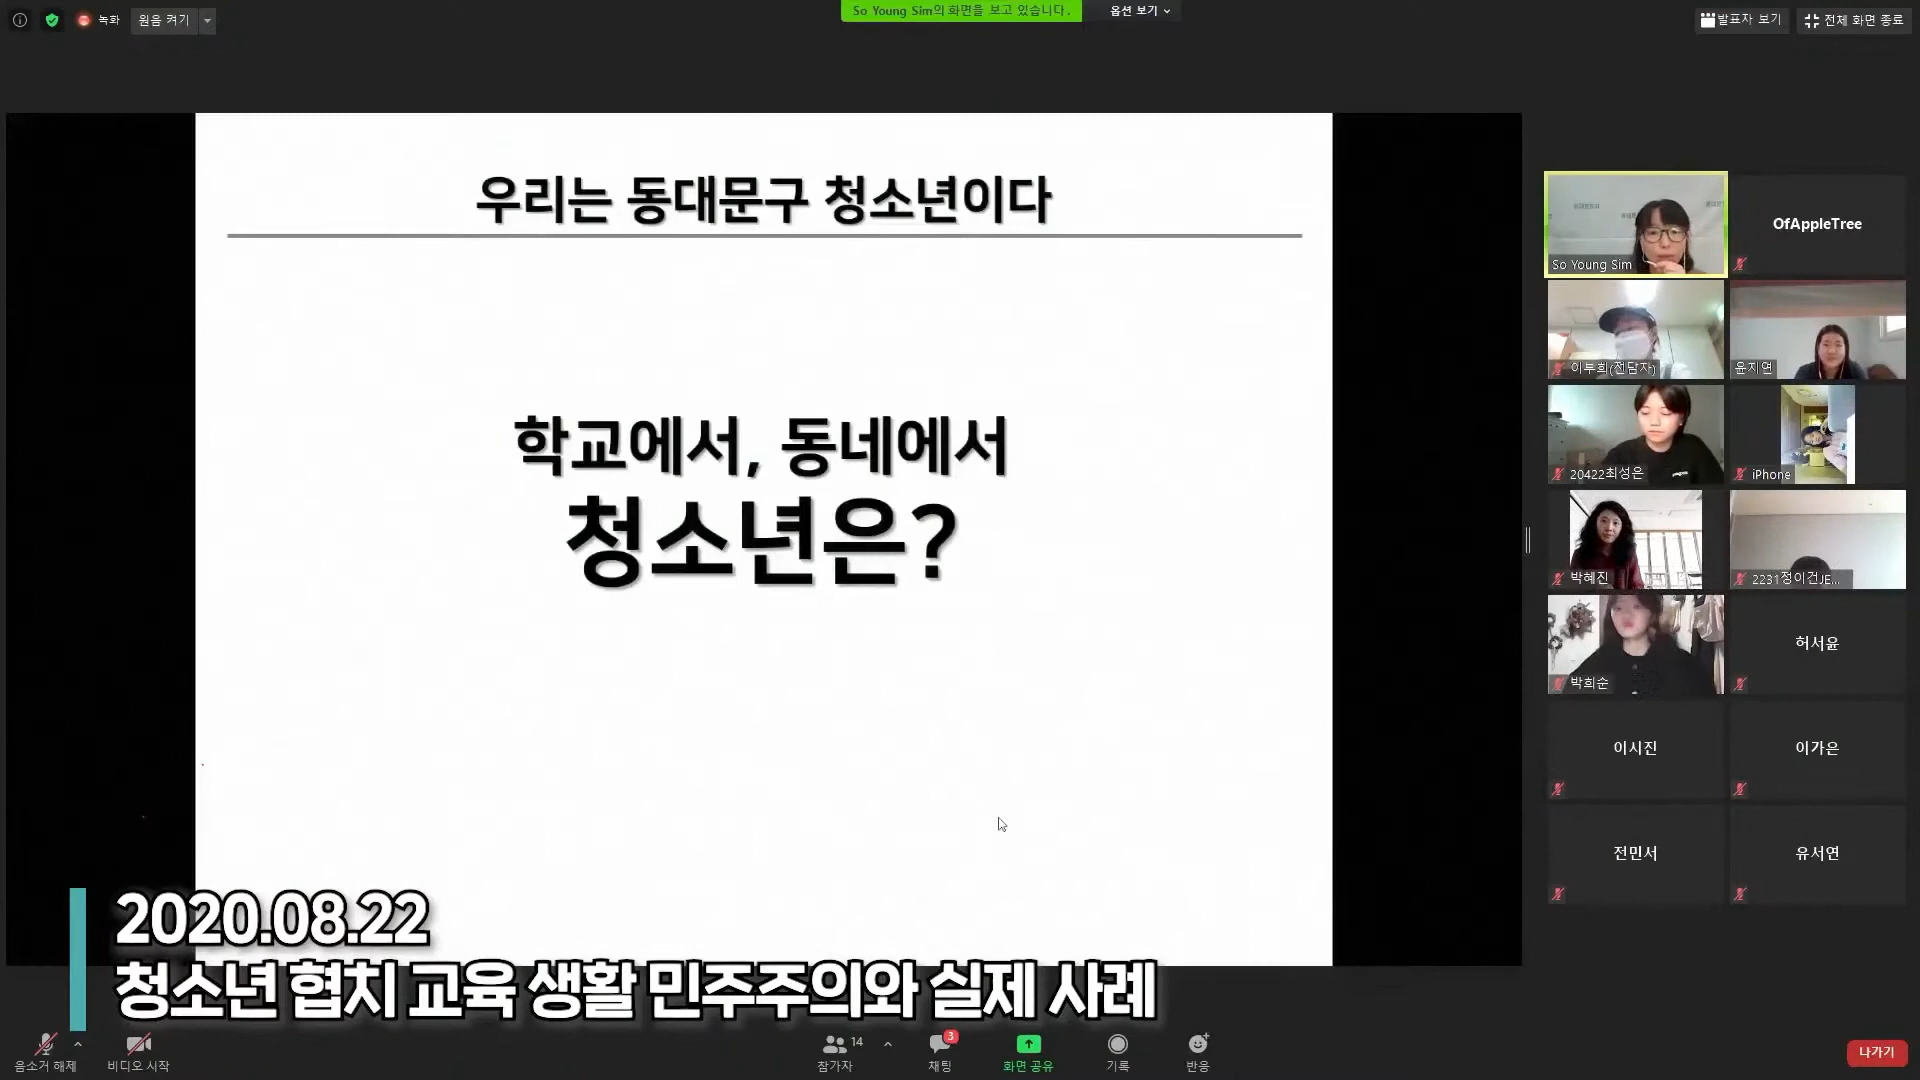 녹화
원음 켜기
So Young Sim의 화면을 보고 있습니다.
옵션 보기
발표자 보기
전체 화면 종료
우리는 동대문구 청소년이다
학교에서, 동네에서
청소년은?
So Young Sim
OfAppleTree
이부희(전담자)
윤지연
20422최성은
iPhone
박혜진
2231정이건JE...
박희순
허서윤
이시진
이가은
전민서
유서연
2020.08.22
청소년 협치 교육 생활 민주주의와 실제 사례
음소거 해제
비디오 시작
14
참가자
3
채팅
화면 공유
기록
반응
나가기